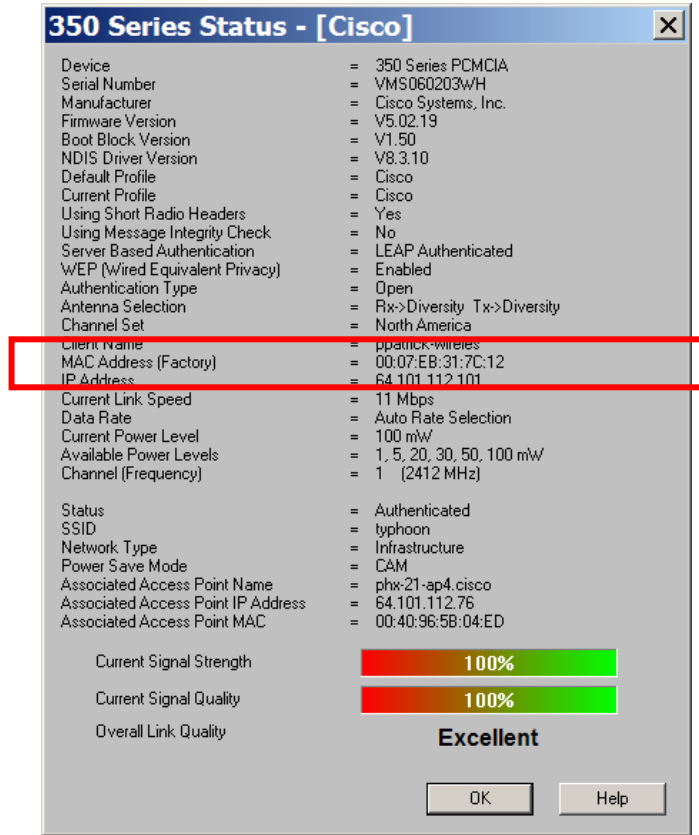 350 Series Status - [Cisco]
Device = 350 Series PCMCIA
Serial Number = VMS060203WH
Manufacturer = Cisco Systems, Inc.
Firmware Version = V5.02.19
Boot Block Version = V1.50
NDIS Driver Version = V8.3.10
Default Profile = Cisco
Current Profile = Cisco
Using Short Radio Headers = Yes
Using Message Integrity Check = No
Server Based Authentication = LEAP Authenticated
WEP (Wired Equivalent Privacy) = Enabled
Authentication Type = Open
Antenna Selection = Rx->Diversity Tx->Diversity
Channel Set = North America
Client Name = ppatrick-wireles
MAC Address (Factory) = 00:07:EB:31:7C:12
IP Address = 64.101.112.101
Current Link Speed = 11 Mbps
Data Rate = Auto Rate Selection
Current Power Level = 100 mW
Available Power Levels = 1, 5, 20, 30, 50, 100 mW
Channel (Frequency) = 1 (2412 MHz)
Status = Authenticated
SSID = typhoon
Network Type = Infrastructure
Power Save Mode = CAM
Associated Access Point Name = phx-21-ap4.cisco
Associated Access Point IP Address = 64.101.112.76
Associated Access Point MAC = 00:40:96:5B:04:ED
Current Signal Strength 100%
Current Signal Quality 100%
Overall Link Quality Excellent
OK Help